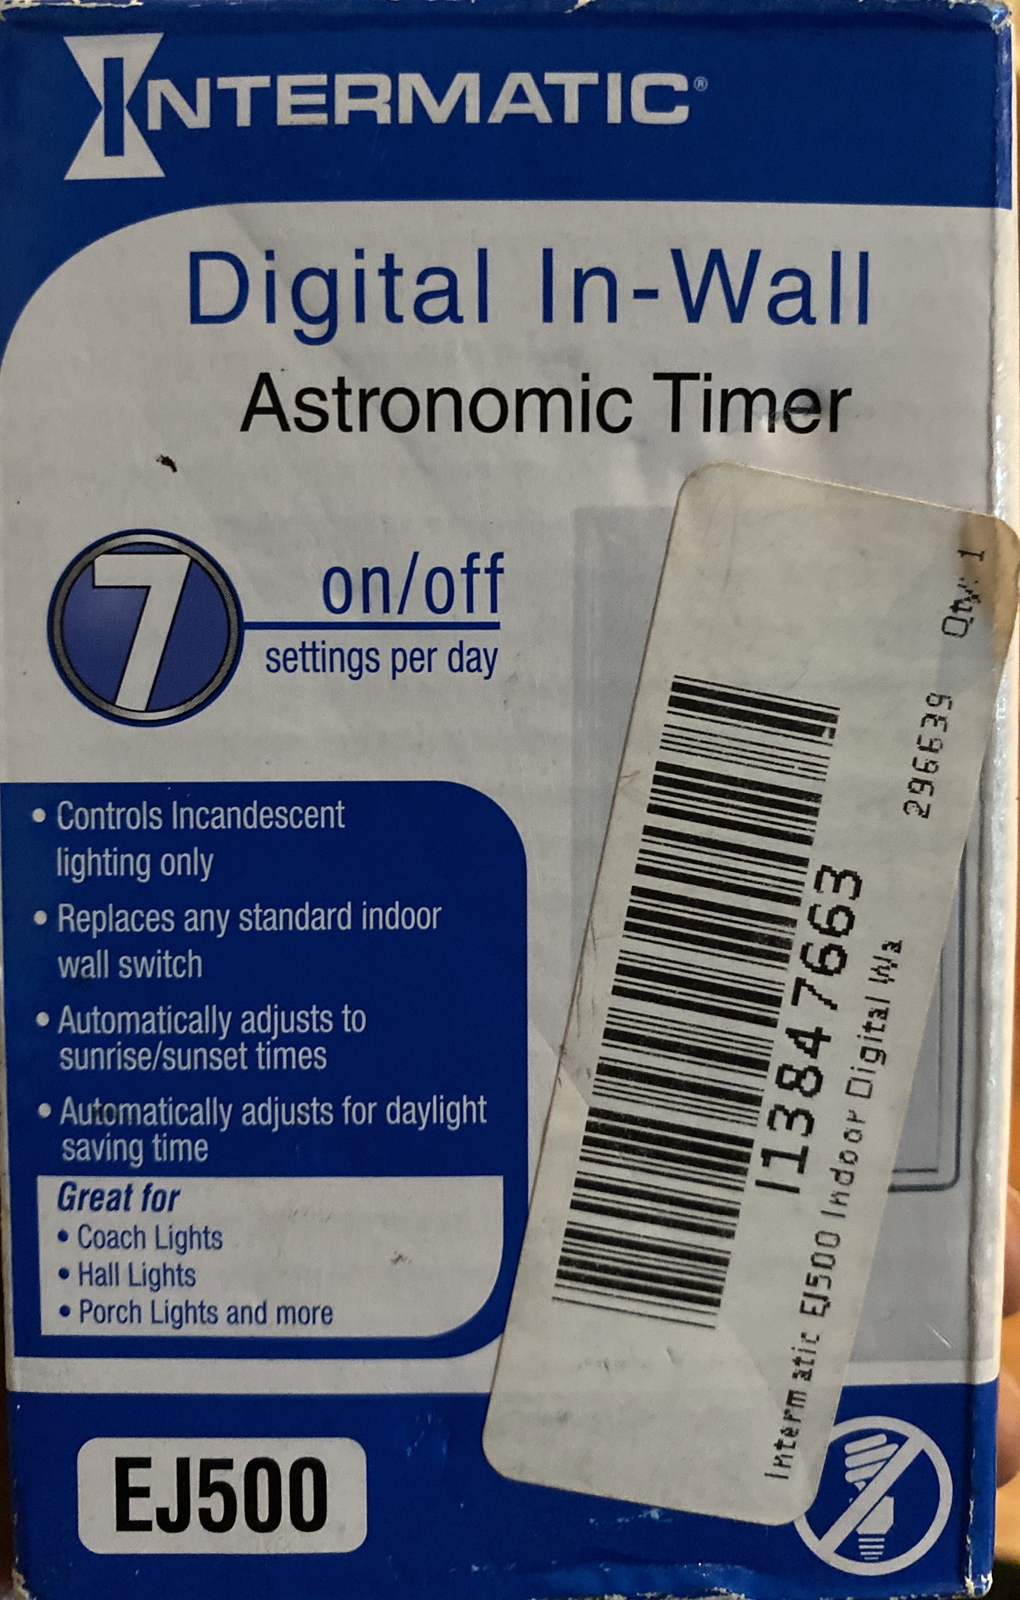 INTERMATIC®
Digital In-Wall
Astronomic Timer
7
on/off
settings per day
• Controls Incandescent
lighting only
• Replaces any standard indoor
wall switch
• Automatically adjusts to
sunrise/sunset times
• Automatically adjusts for daylight
saving time
Great for
• Coach Lights
• Hall Lights
• Porch Lights and more
EJ500
I13847663
Intermatic EJ500 Indoor Digital Wa
296639 Qty: 1